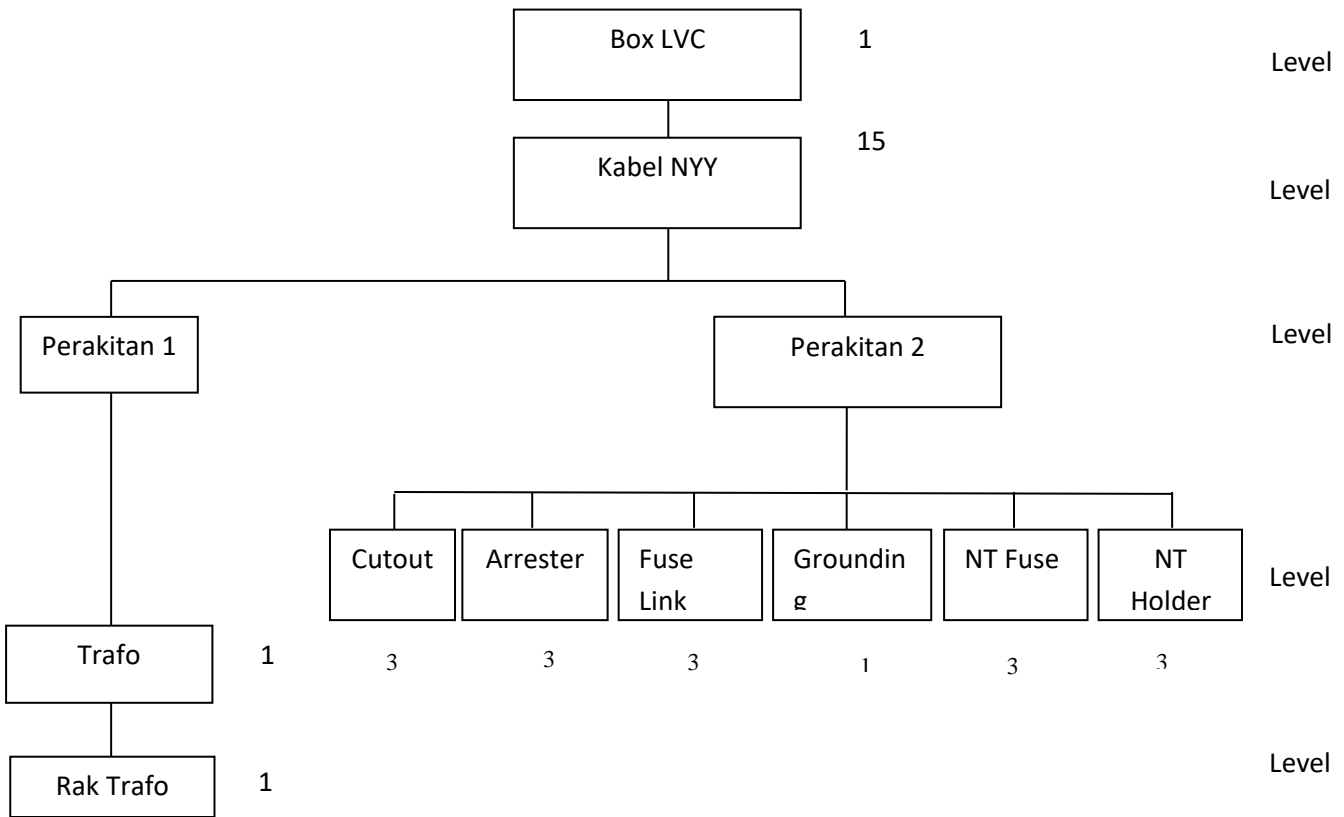 Box LVC
1
Level
15
Kabel NYY
Level
Perakitan 1
Perakitan 2
Level
Cutout
Arrester
Fuse
Link
Groundin
g
NT Fuse
NT
Holder
Level
Trafo
1
3
3
3
1
3
3
Rak Trafo
1
Level